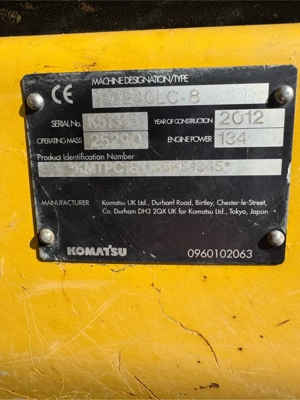 CE
MACHINE DESIGNATION/TYPE
PC240LC-8
SERIAL No.
YEAR OF CONSTRUCTION 2012
OPERATING MASS 25290 ENGINE POWER 134
Product Identification Number
MANUFACTURER Komatsu UK Ltd., Durham Road, Birtley, Chester-le-Street,
Co. Durham DH3 2QX UK for Komatsu Ltd., Tokyo, Japan
KOMATSU 0960102063